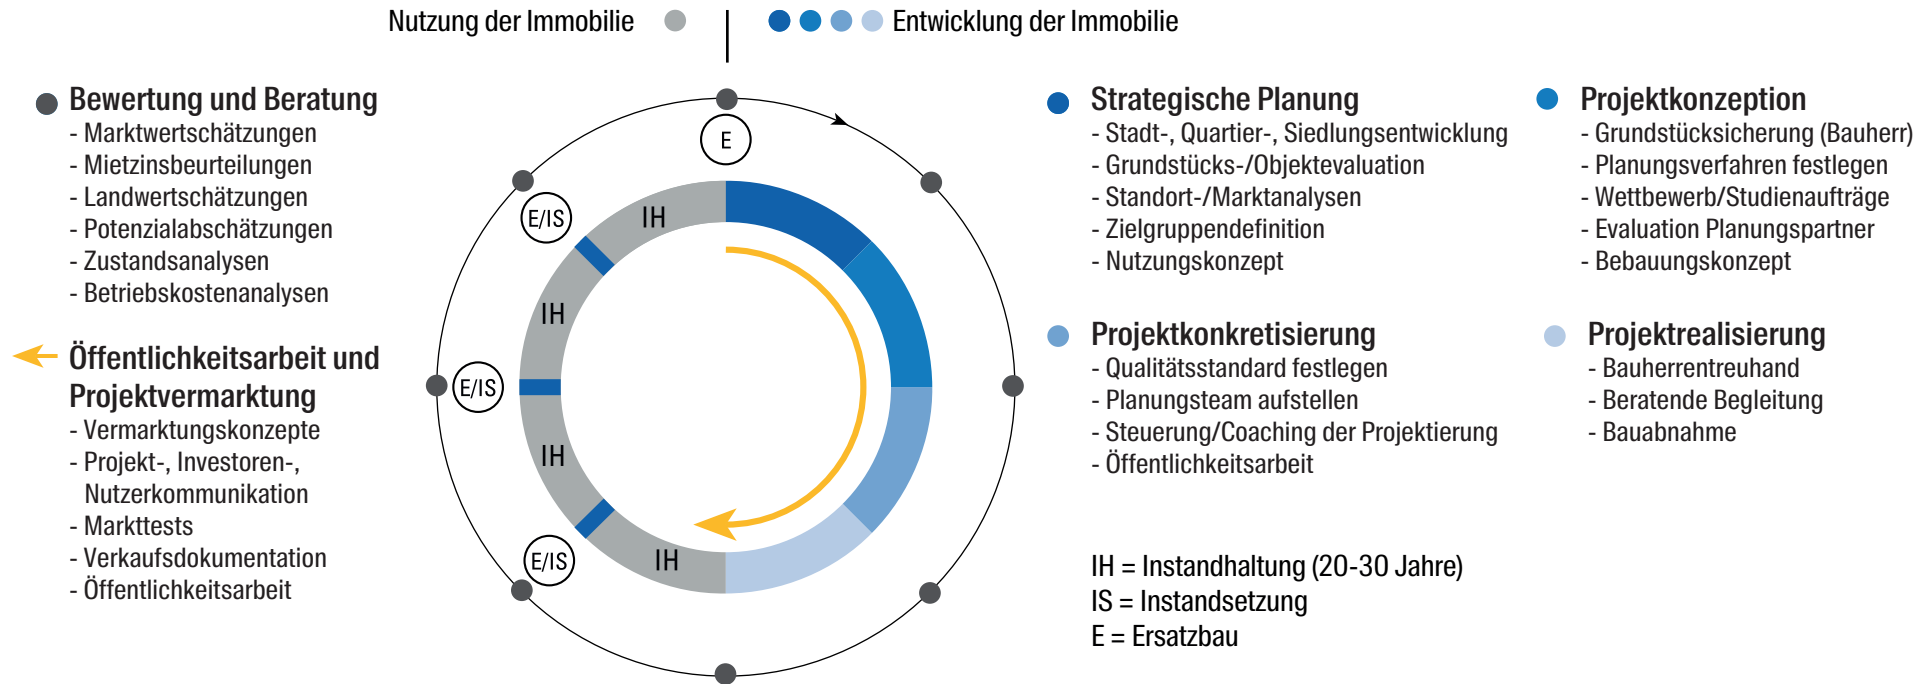 Nutzung der Immobilie
Entwicklung der Immobilie
Bewertung und Beratung
- Marktwertschätzungen
- Mietzinsbeurteilungen
- Landwertschätzungen
- Potenzialabschätzungen
- Zustandsanalysen
- Betriebskostenanalysen
Öffentlichkeitsarbeit und
Projektvermarktung
- Vermarktungskonzepte
- Projekt-, Investoren-,
Nutzerkommunikation
- Markttests
- Verkaufsdokumentation
- Öffentlichkeitsarbeit
E
E/IS
IH
IH
E/IS
IH
E/IS
IH
Strategische Planung
- Stadt-, Quartier-, Siedlungsentwicklung
- Grundstücks-/Objektevaluation
- Standort-/Marktanalysen
- Zielgruppendefinition
- Nutzungskonzept
Projektkonzeption
- Grundstücksicherung (Bauherr)
- Planungsverfahren festlegen
- Wettbewerb/Studienaufträge
- Evaluation Planungspartner
- Bebauungskonzept
Projektkonkretisierung
- Qualitätsstandard festlegen
- Planungsteam aufstellen
- Steuerung/Coaching der Projektierung
- Öffentlichkeitsarbeit
Projektrealisierung
- Bauherrentreuhand
- Beratende Begleitung
- Bauabnahme
IH = Instandhaltung (20-30 Jahre)
IS = Instandsetzung
E = Ersatzbau